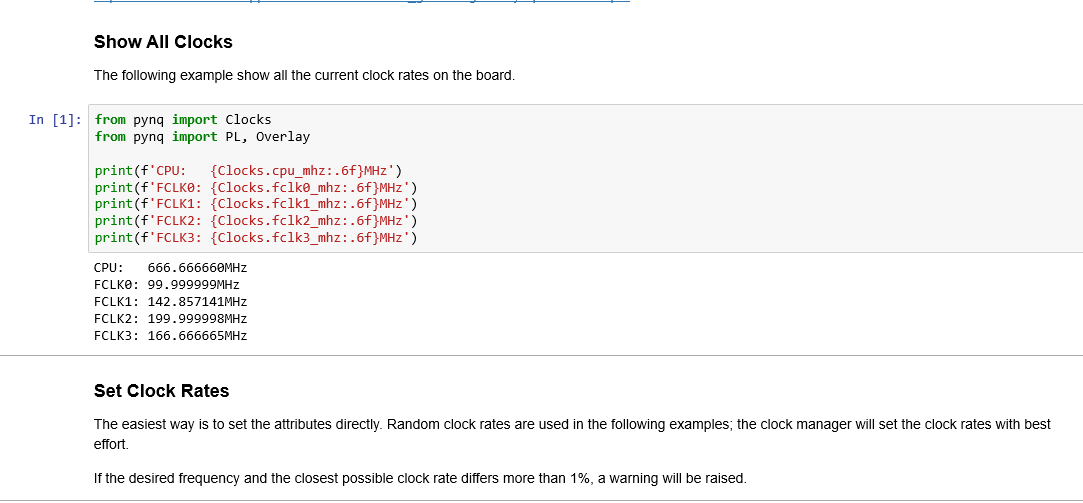 Show All Clocks
The following example show all the current clock rates on the board.
In [1]:
from pynq import Clocks
from pynq import PL, Overlay
print(f'CPU:   {Clocks.cpu_mhz:.6f}MHz')
print(f'FCLK0: {Clocks.fclk0_mhz:.6f}MHz')
print(f'FCLK1: {Clocks.fclk1_mhz:.6f}MHz')
print(f'FCLK2: {Clocks.fclk2_mhz:.6f}MHz')
print(f'FCLK3: {Clocks.fclk3_mhz:.6f}MHz')
CPU:   666.666660MHz
FCLK0: 99.999999MHz
FCLK1: 142.857141MHz
FCLK2: 199.999998MHz
FCLK3: 166.666665MHz
Set Clock Rates
The easiest way is to set the attributes directly. Random clock rates are used in the following examples; the clock manager will set the clock rates with best
effort.
If the desired frequency and the closest possible clock rate differs more than 1%, a warning will be raised.